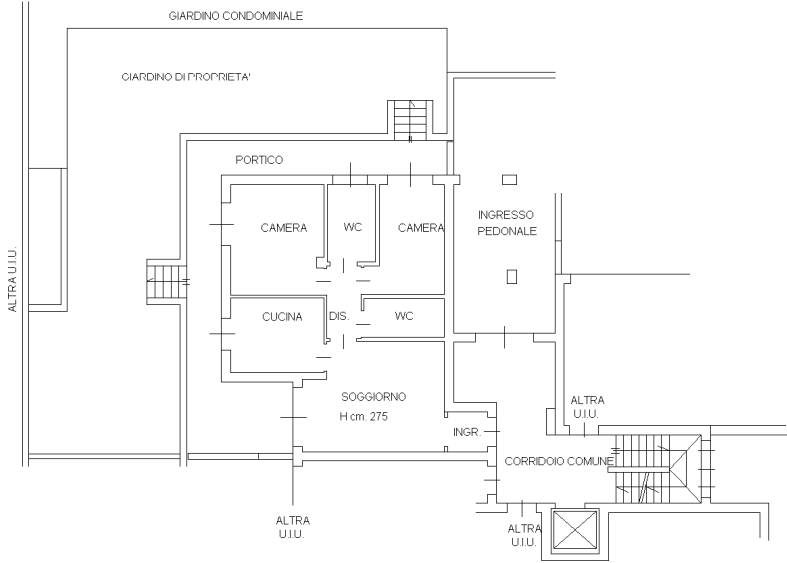 GIARDINO CONDOMINIALE
GIARDINO DI PROPRIETA'
PORTICO
CAMERA
WC
CAMERA
INGRESSO
PEDONALE
ALTRA U.I.U.
CUCINA
DIS.
WC
SOGGIORNO
H cm. 275
ALTRA
U.I.U.
INGR.
CORRIDOIO COMUNE
ALTRA
U.I.U.
ALTRA
U.I.U.